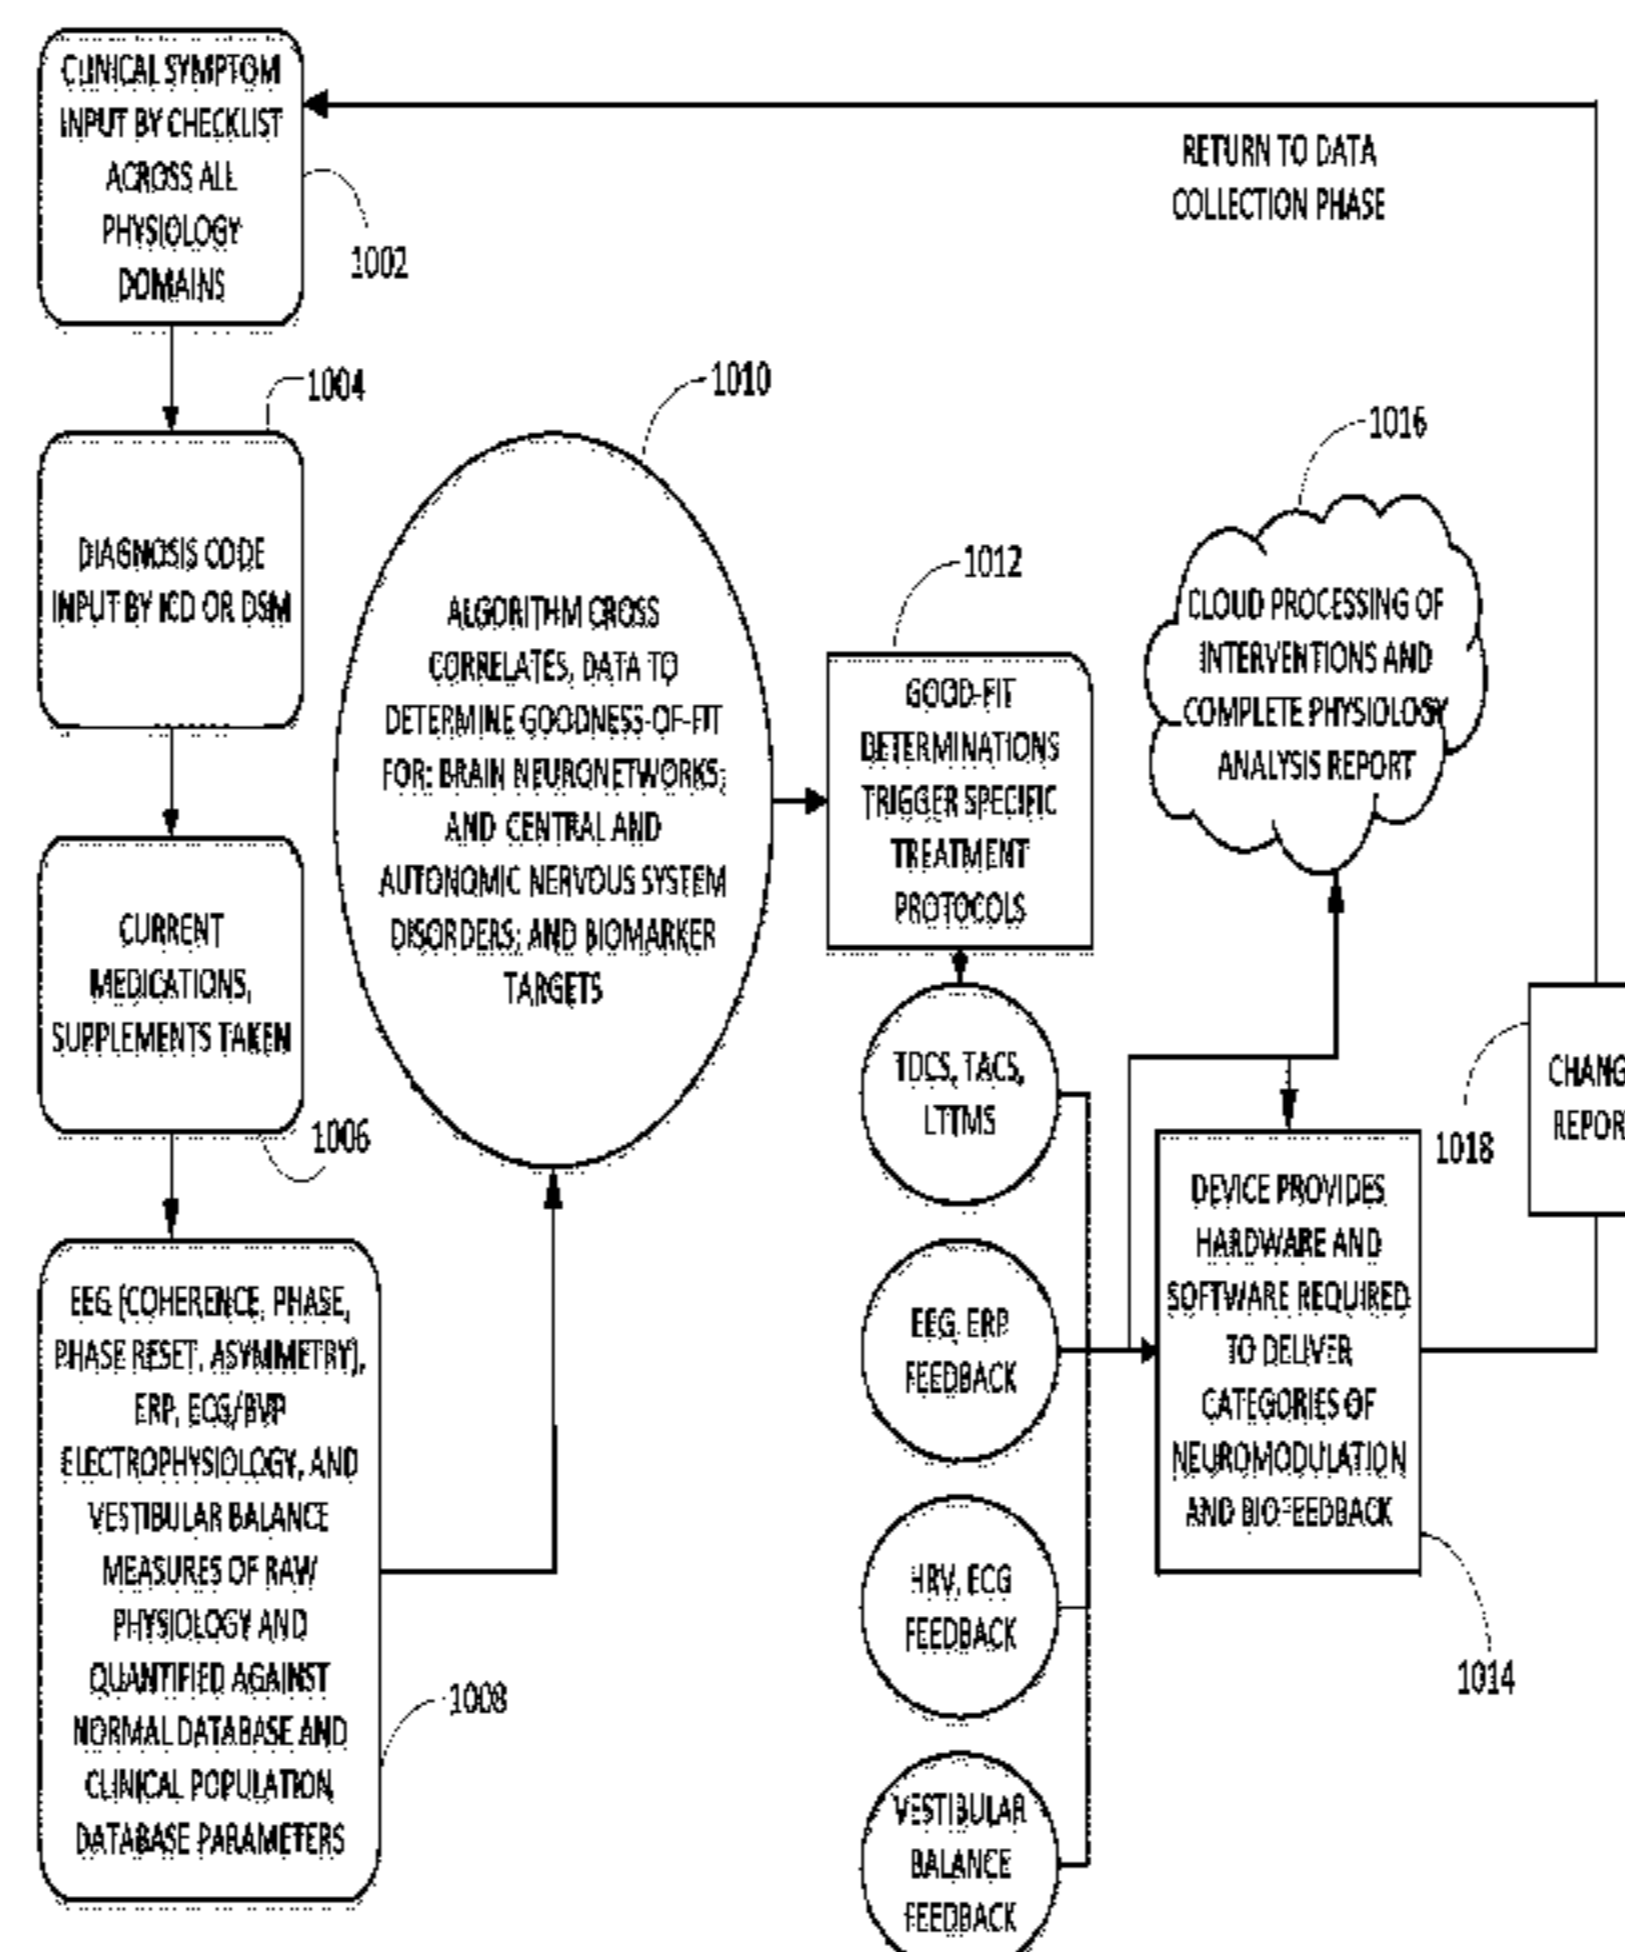 CLINICAL SYMPTOM
INPUT BY CHECKLIST
ACROSS ALL
PHYSIOLOGY
DOMAINS
1002
RETURN TO DATA
COLLECTION PHASE
1004
DIAGNOSIS CODE
INPUT BY ICD OR DSM
CURRENT
MEDICATIONS,
SUPPLEMENTS TAKEN
1006
EEG (COHERENCE, PHASE,
PHASE RESET, ASYMMETRY),
ERP, ECG/BVP
ELECTROPHYSIOLOGY, AND
VESTIBULAR BALANCE
MEASURES OF RAW
PHYSIOLOGY AND
QUANTIFIED AGAINST
NORMAL DATABASE AND
CLINICAL POPULATION
DATABASE PARAMETERS
1008
1010
ALGORITHM CROSS
CORRELATES, DATA TO
DETERMINE GOODNESS-OF-FIT
FOR: BRAIN NEURONETWORKS;
AND CENTRAL AND
AUTONOMIC NERVOUS SYSTEM
DISORDERS; AND BIOMARKER
TARGETS
1012
GOOD-FIT
DETERMINATIONS
TRIGGER SPECIFIC
TREATMENT
PROTOCOLS
TDCS, TACS,
LTTMS
EEG, ERP
FEEDBACK
HRV, ECG
FEEDBACK
VESTIBULAR
BALANCE
FEEDBACK
1016
CLOUD PROCESSING OF
INTERVENTIONS AND
COMPLETE PHYSIOLOGY
ANALYSIS REPORT
DEVICE PROVIDES
HARDWARE AND
SOFTWARE REQUIRED
TO DELIVER
CATEGORIES OF
NEUROMODULATION
AND BIOFEEDBACK
1014
1018
CHANG
REPOR